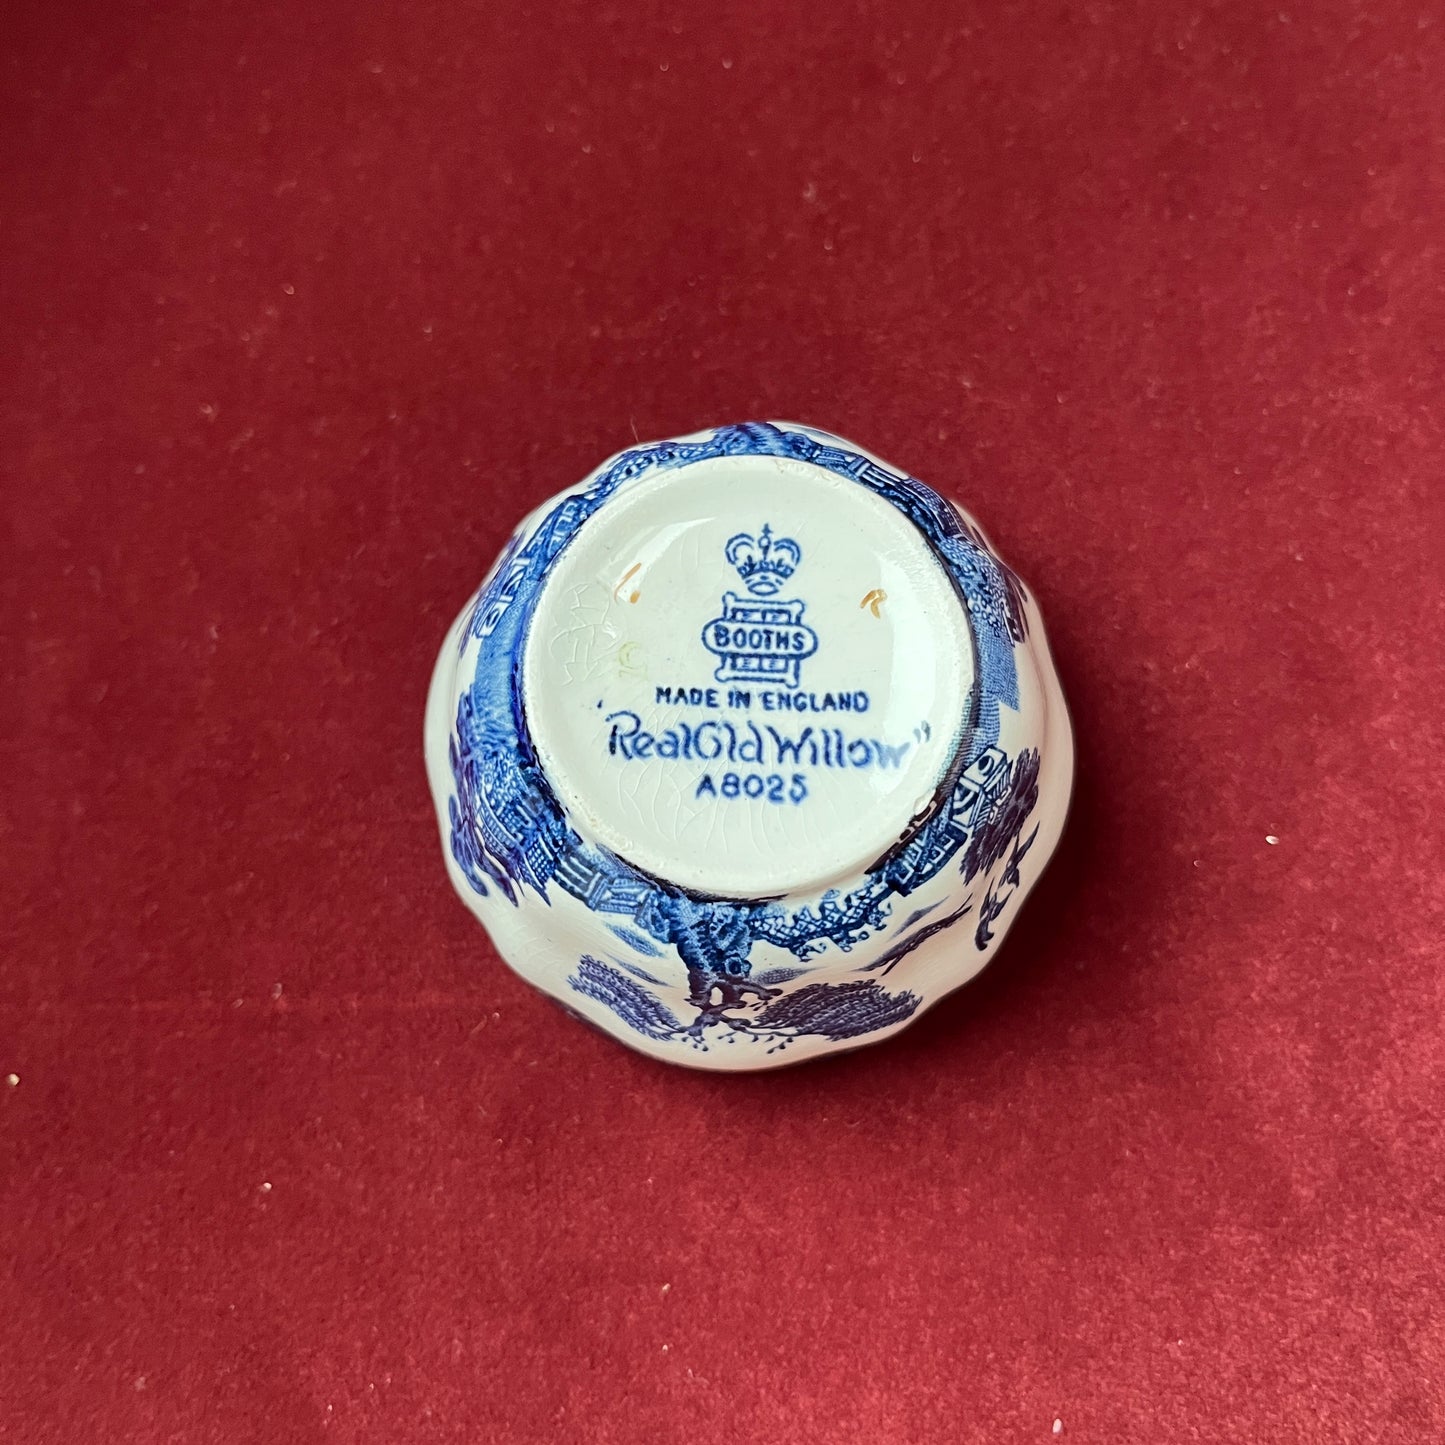 BOOTHS
MADE IN ENGLAND
"Real Old Willow"
A8025
R